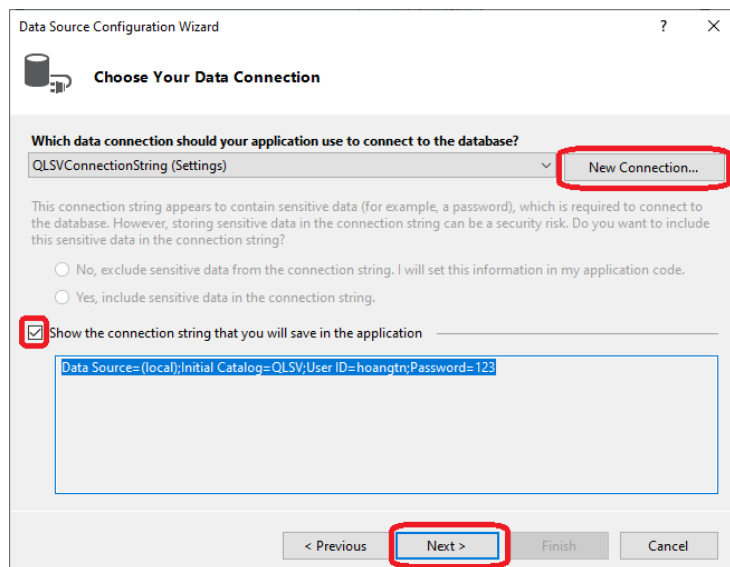 Data Source Configuration Wizard
?
Choose Your Data Connection
Which data connection should your application use to connect to the database?
QLSVConnectionString (Settings)
New Connection...
This connection string appears to contain sensitive data (for example, a password), which is required to connect to
the database. However, storing sensitive data in the connection string can be a security risk. Do you want to include
this sensitive data in the connection string?
No, exclude sensitive data from the connection string. I will set this information in my application code.
Yes, include sensitive data in the connection string.
Show the connection string that you will save in the application
Data Source=(local);Initial Catalog=QLSV;User ID=hoangtn;Password=123
< Previous
Next >
Finish
Cancel